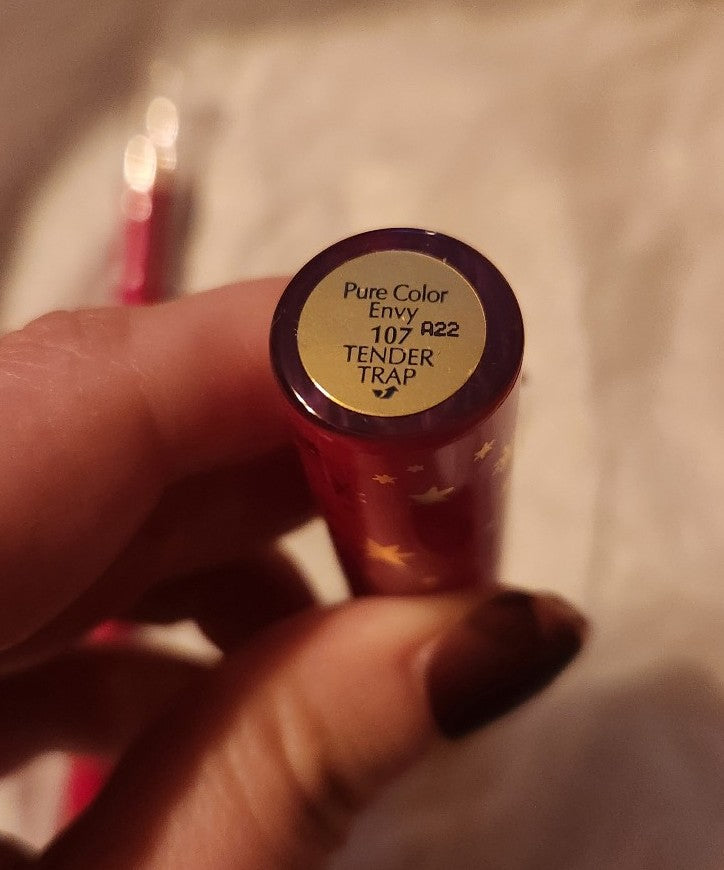 Pure Color
Envy
107 A22
TENDER
TRAP